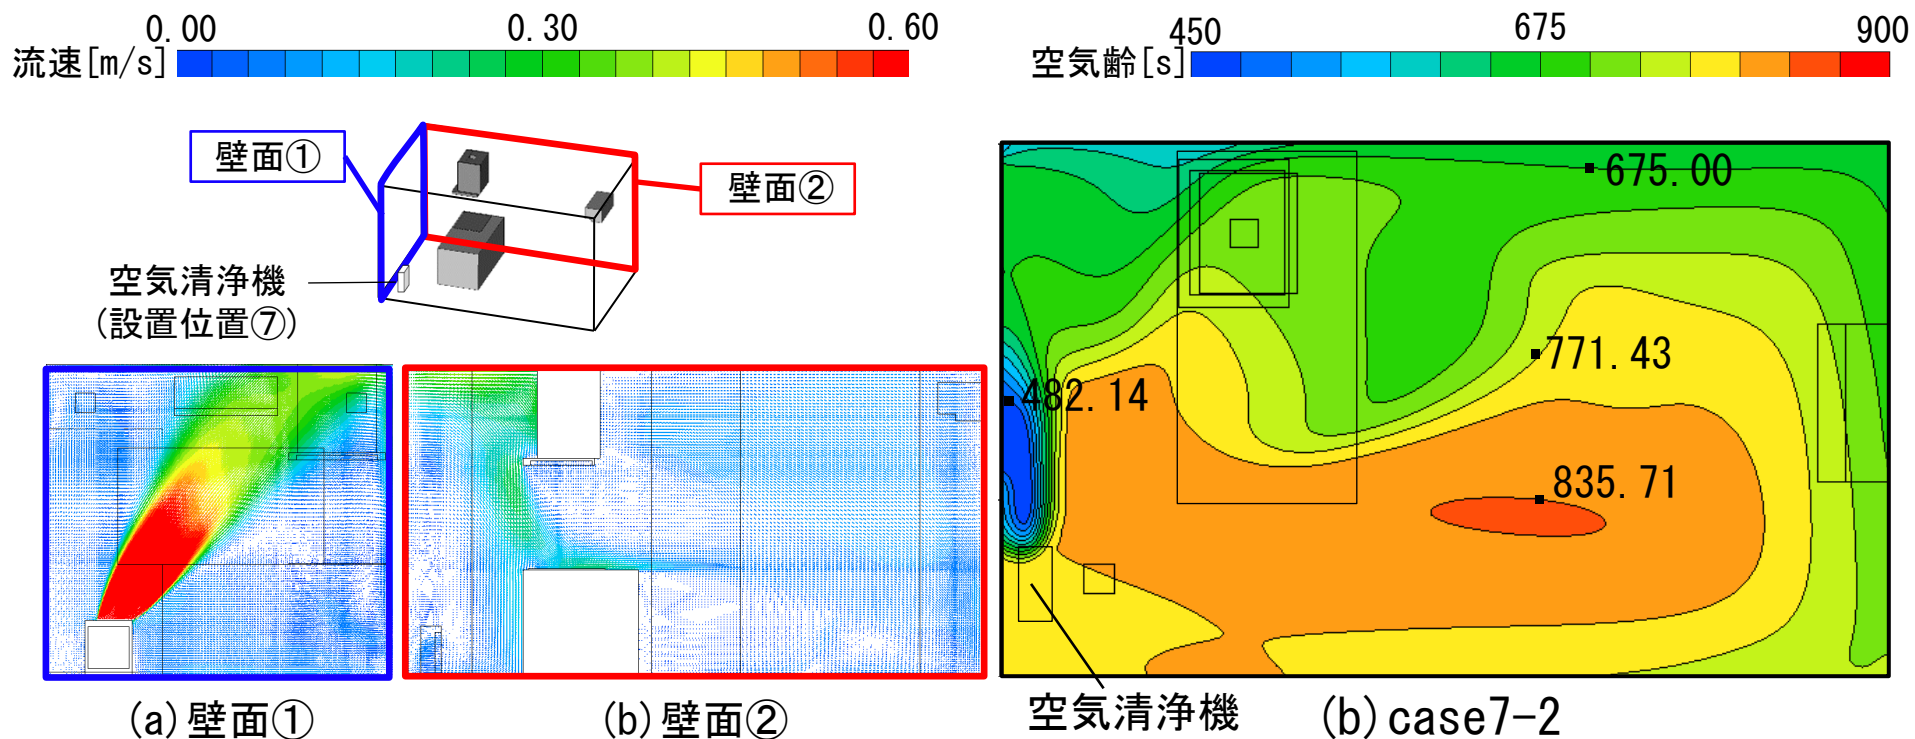 0.00 0.30 0.60
流速[m/s]
450 675 900
空気齢[s]
壁面①
壁面②
空気清浄機
(設置位置⑦)
675.00
771.43
482.14
835.71
空気清浄機
(a)壁面①
(b)壁面②
(b)case7-2